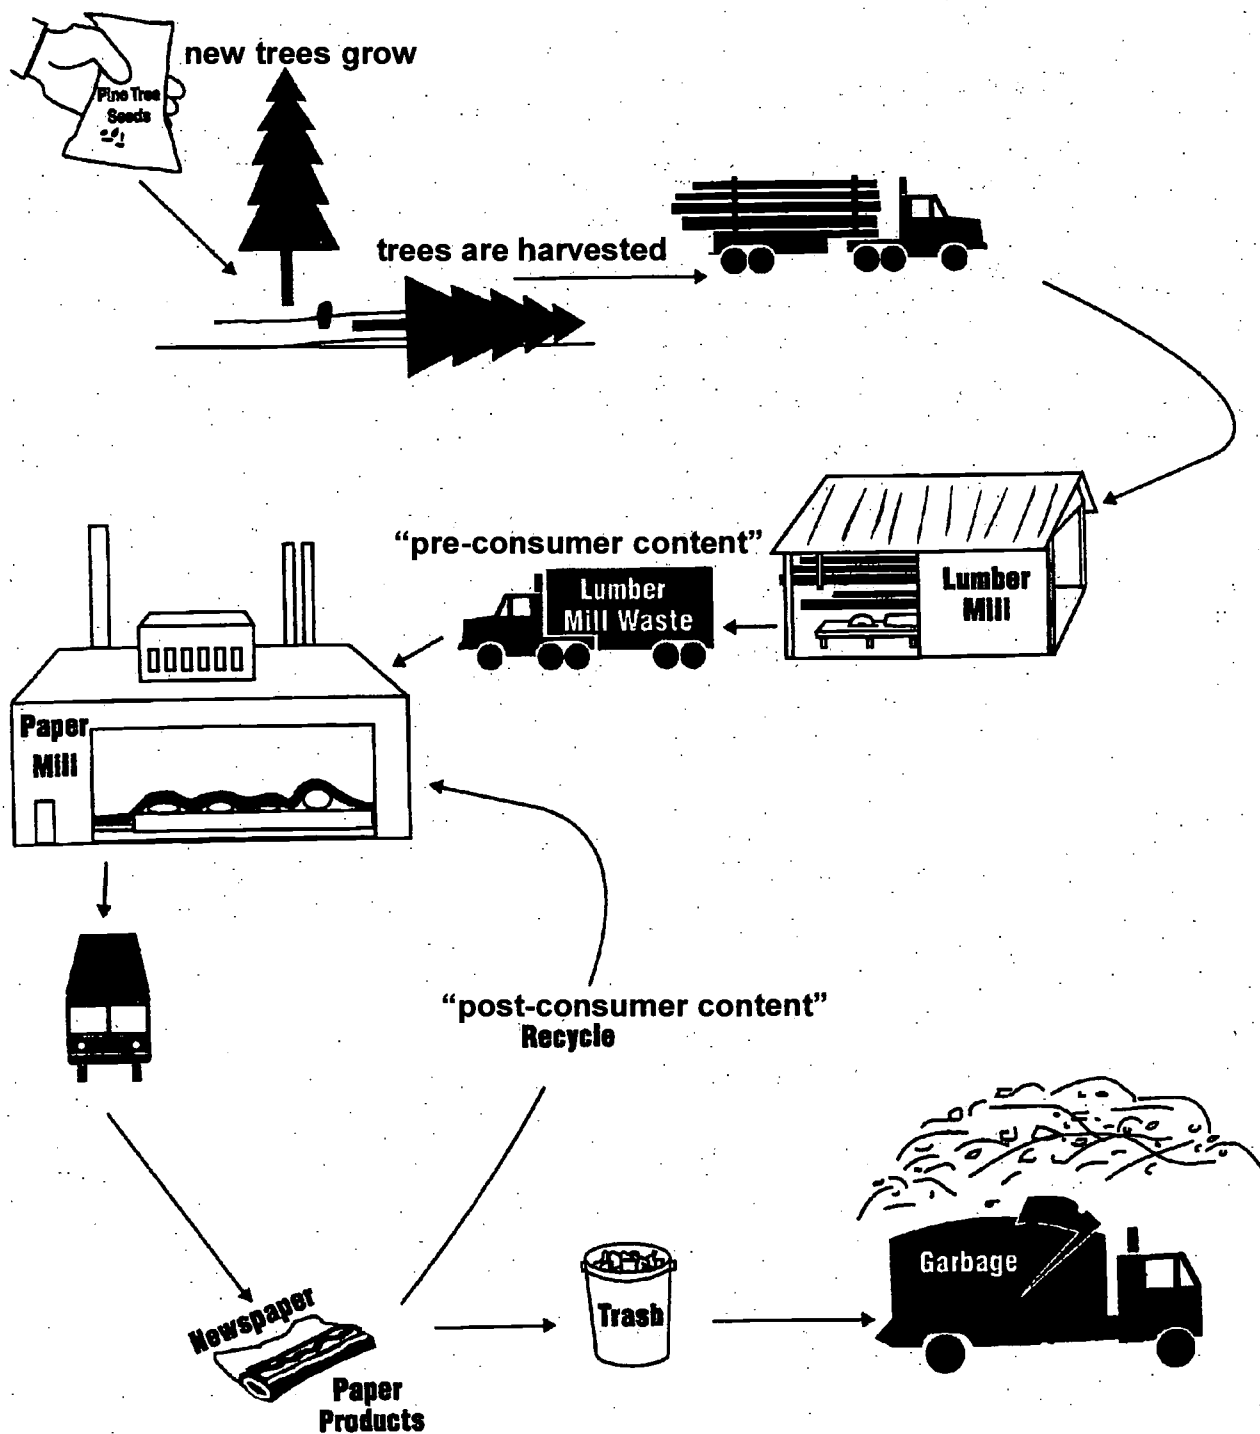 new trees grow
Pine Tree
Seeds
trees are harvested
"pre-consumer content"
Lumber
Mill Waste
Lumber
Mill
Paper
Mill
"post-consumer content"
Recycle
Garbage
Trash
Newspaper
Paper
Products